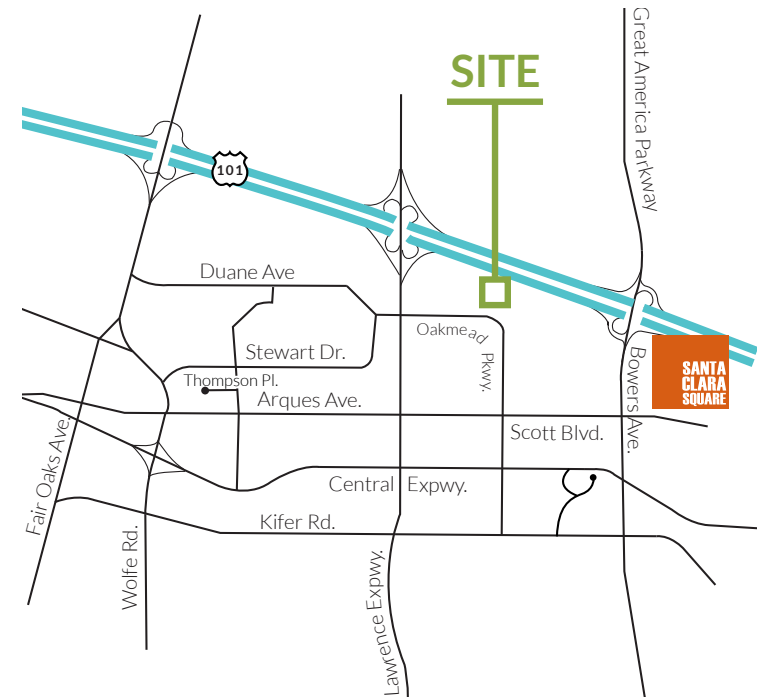 SITE
Great America Parkway
101
Duane Ave
Oakmead Pkwy.
Stewart Dr.
Thompson Pl.
Arques Ave.
Bowers Ave.
SANTA
CLARA
SQUARE
Scott Blvd.
Fair Oaks Ave.
Central Expwy.
Kifer Rd.
Wolfe Rd.
Lawrence Expwy.